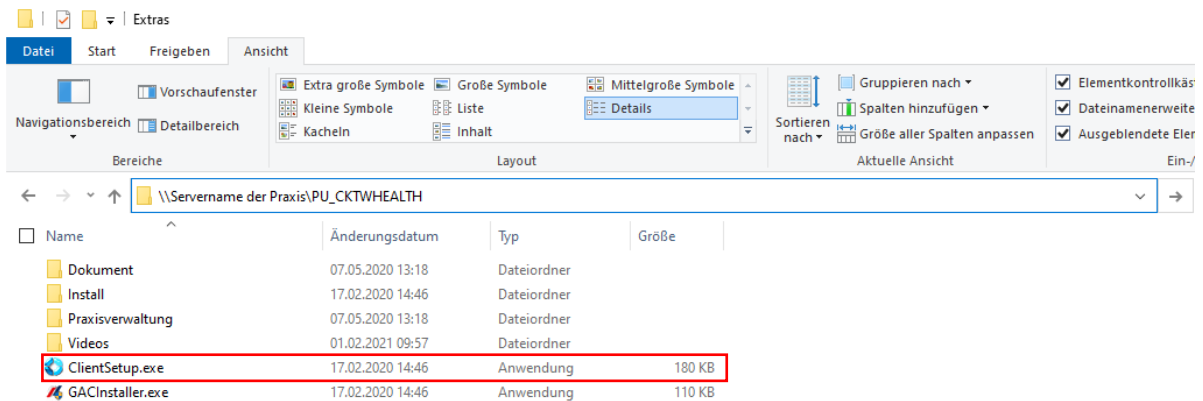 Extras
Datei Start Freigeben Ansicht
Navigationsbereich
Vorschaufenster
Detailbereich
Bereiche
Extra große Symbole Große Symbole Mittelgroße Symbole
Kleine Symbole Liste Details
Kacheln Inhalt
Layout
Sortieren
nach
Gruppieren nach
Spalten hinzufügen
Größe aller Spalten anpassen
Aktuelle Ansicht
Elementkontrollkäs
Dateinamenerweite
Ausgeblendete Eler
Ein-/
\\Servername der Praxis\PU_CKTWHEALTH
Name Änderungsdatum Typ Größe
Dokument 07.05.2020 13:18 Dateiordner
Install 17.02.2020 14:46 Dateiordner
Praxisverwaltung 07.05.2020 13:18 Dateiordner
Videos 01.02.2021 09:57 Dateiordner
ClientSetup.exe 17.02.2020 14:46 Anwendung 180 KB
GACInstaller.exe 17.02.2020 14:46 Anwendung 110 KB